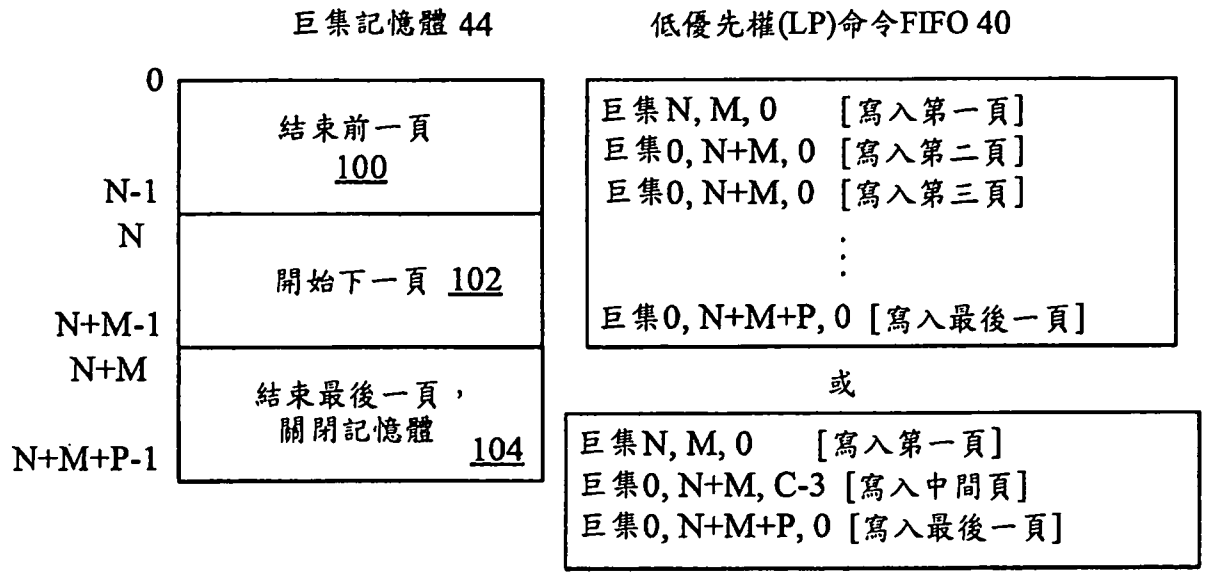 巨集記憶體 44
0
結束前一頁
100
N-1
N
開始下一頁 102
N+M-1
N+M
結束最後一頁，
關閉記憶體
104
N+M+P-1
低優先權(LP)命令FIFO 40
巨集N, M, 0 [寫入第一頁]
巨集0, N+M, 0 [寫入第二頁]
巨集0, N+M, 0 [寫入第三頁]
⋮
巨集0, N+M+P, 0 [寫入最後一頁]
或
巨集N, M, 0 [寫入第一頁]
巨集0, N+M, C-3 [寫入中間頁]
巨集0, N+M+P, 0 [寫入最後一頁]